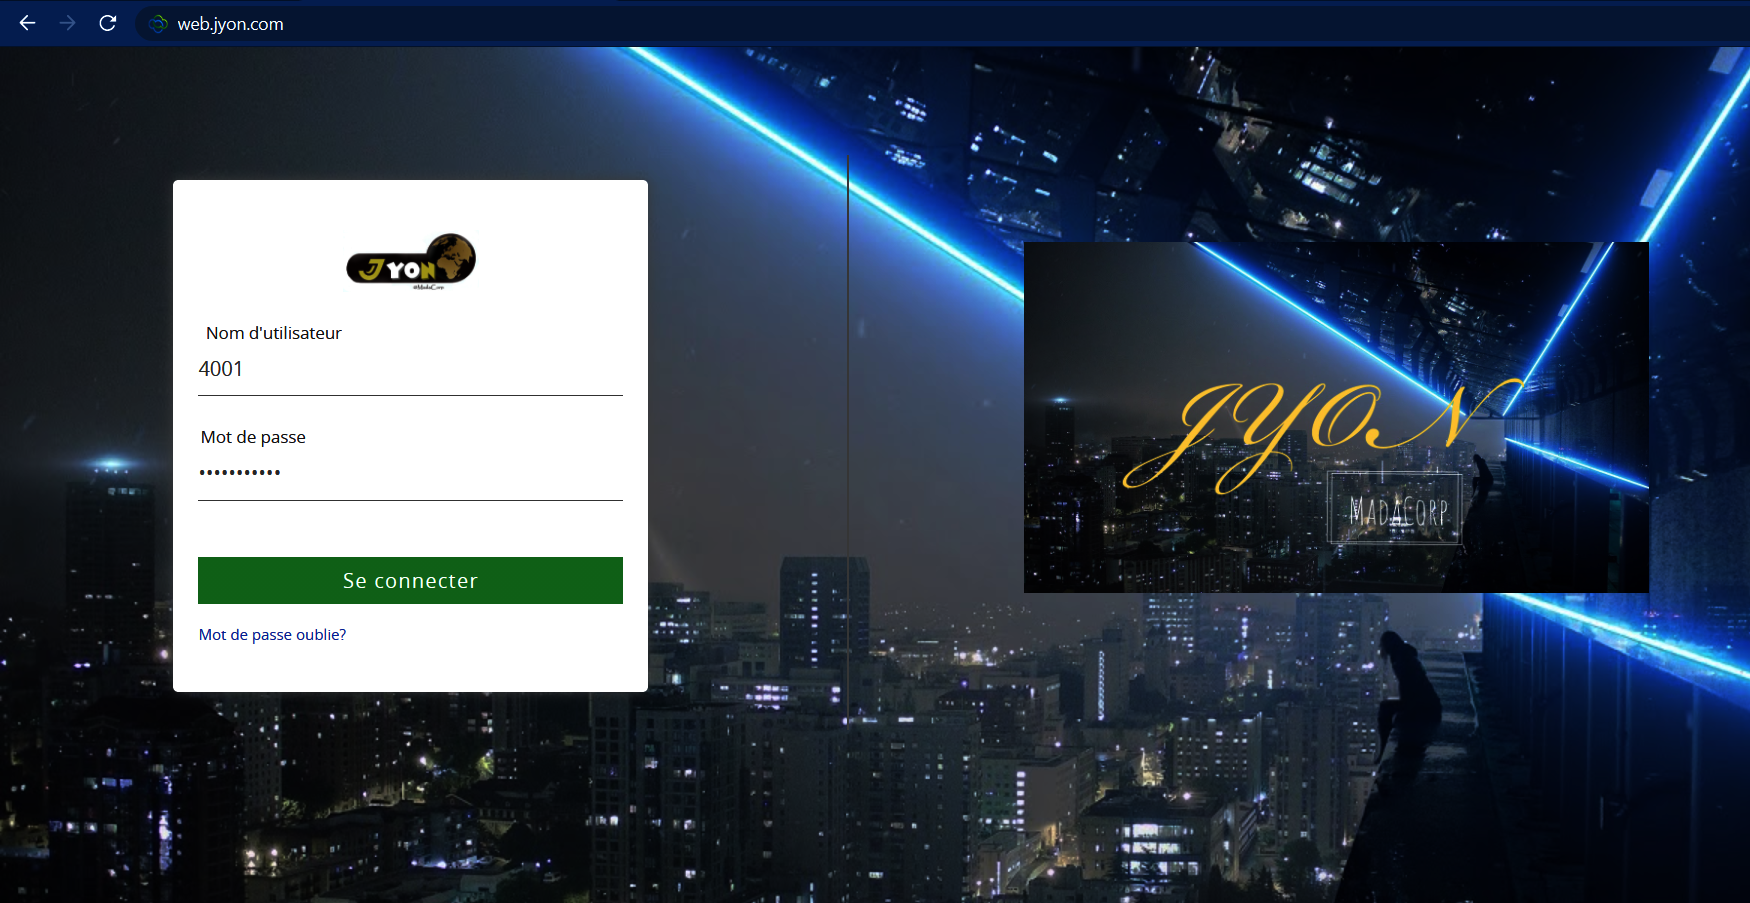 web.jyon.com
JYON
@MadaCorp
Nom d'utilisateur
4001
Mot de passe
•••••••••••
Se connecter
Mot de passe oublie?
JYON
MADACORP